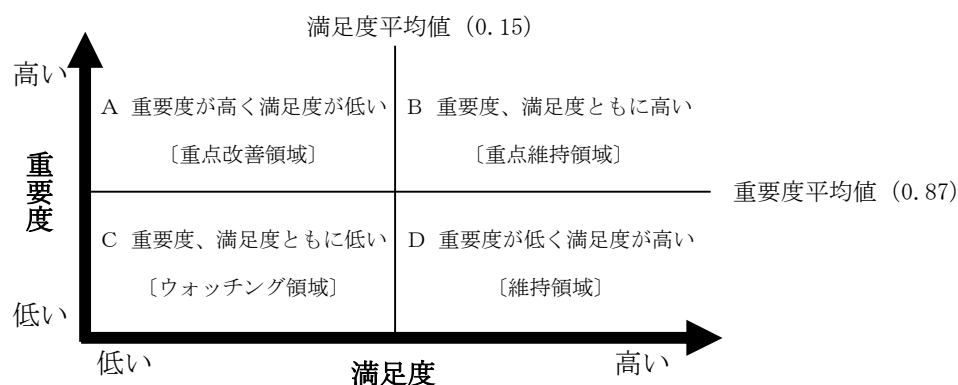 満足度平均値（0.15）
高い
A 重要度が高く満足度が低い
〔重点改善領域〕
B 重要度、満足度ともに高い
〔重点維持領域〕
重要度
重要度平均値（0.87）
C 重要度、満足度ともに低い
〔ウォッチング領域〕
D 重要度が低く満足度が高い
〔維持領域〕
低い
低い
満足度
高い